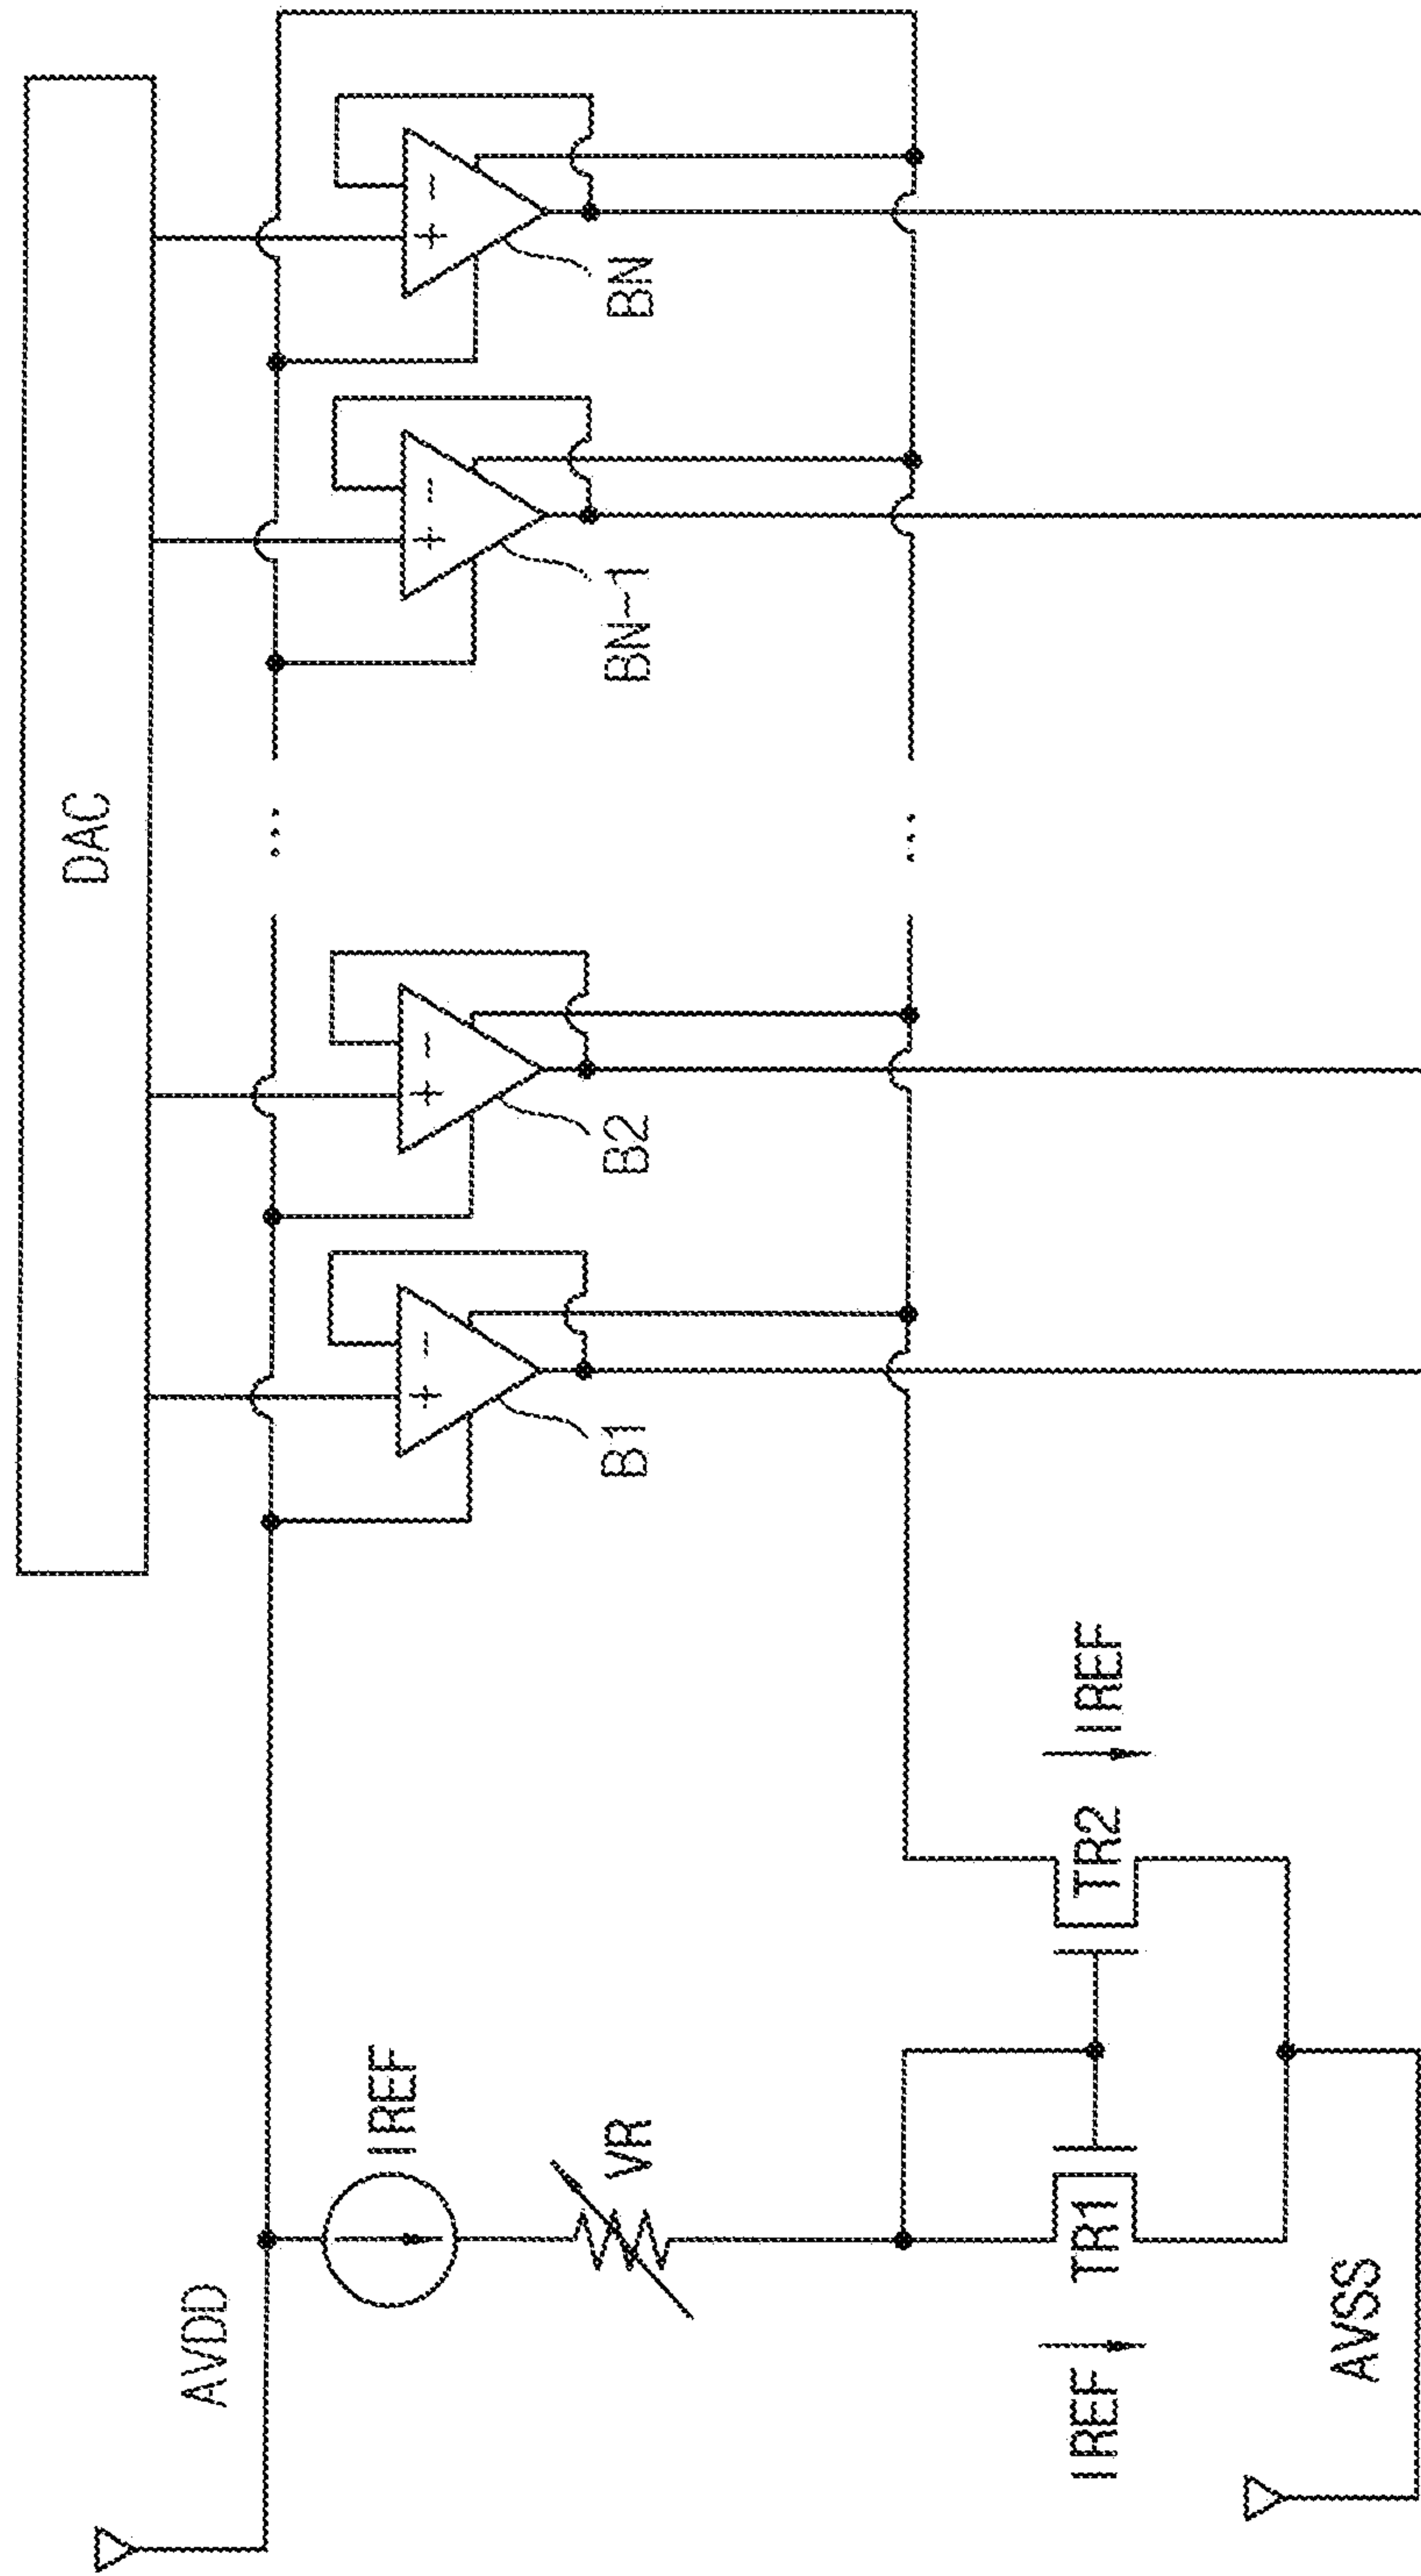 DAC
AVDD
IREF
VR
B1
B2
BN-1
BN
+ -
+ -
+ -
+ -
...
...
IREF
TR1
TR2
IREF
AVSS